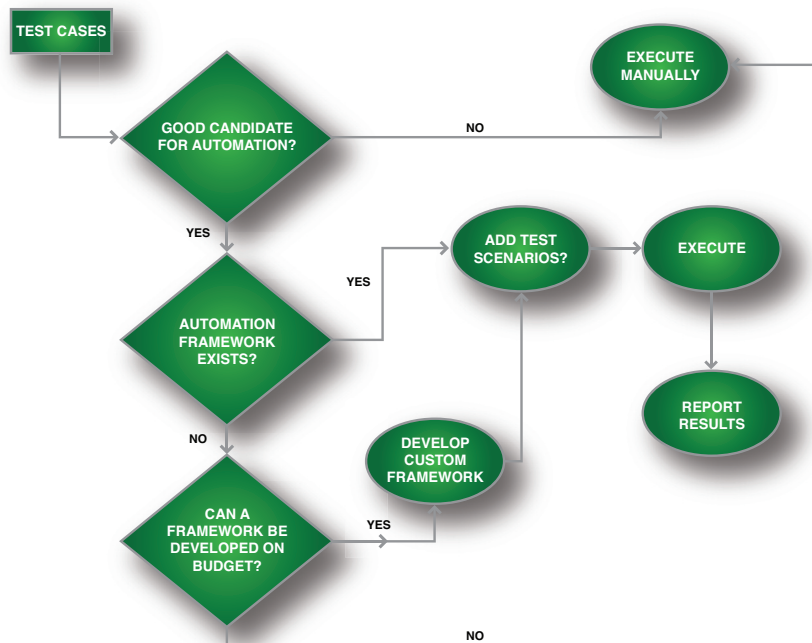 TEST CASES
EXECUTE
MANUALLY
GOOD CANDIDATE
FOR AUTOMATION?
NO
YES
ADD TEST
SCENARIOS?
EXECUTE
YES
AUTOMATION
FRAMEWORK
EXISTS?
REPORT
RESULTS
NO
DEVELOP
CUSTOM
FRAMEWORK
CAN A
FRAMEWORK BE
DEVELOPED ON
BUDGET?
YES
NO